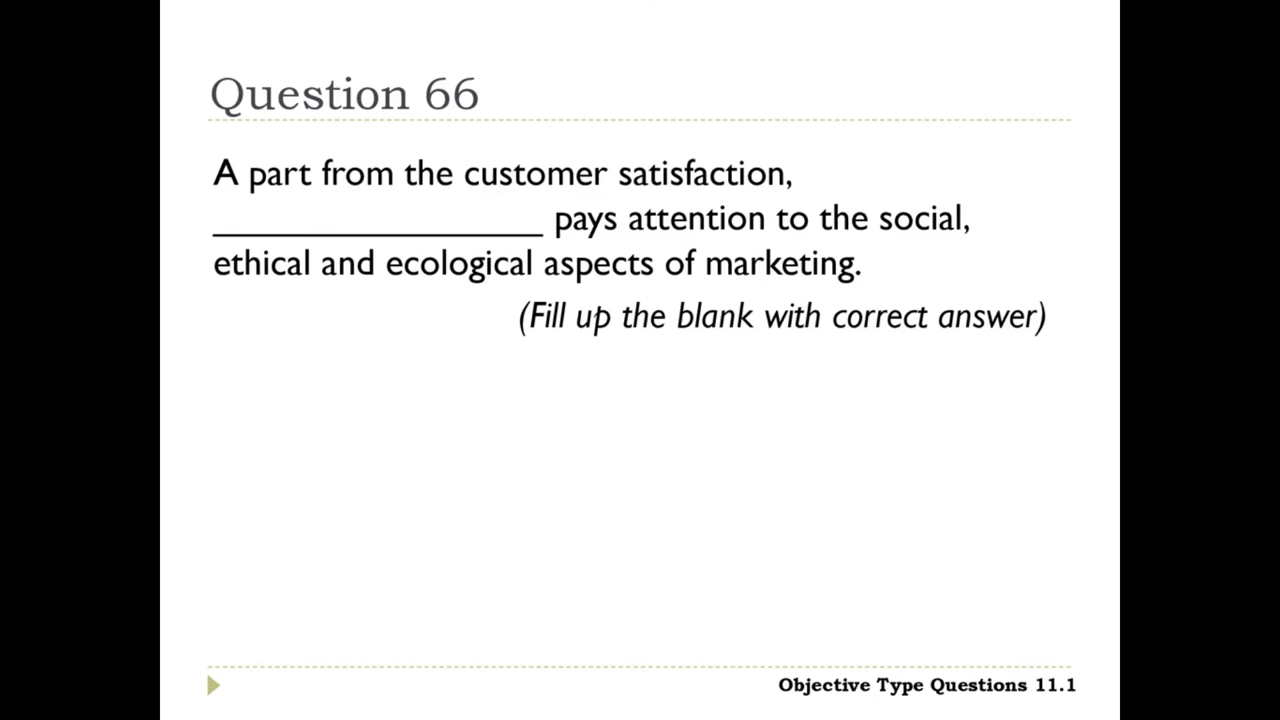 Question 66
A part from the customer satisfaction,
__________________ pays attention to the social,
ethical and ecological aspects of marketing.
(Fill up the blank with correct answer)
Objective Type Questions 11.1